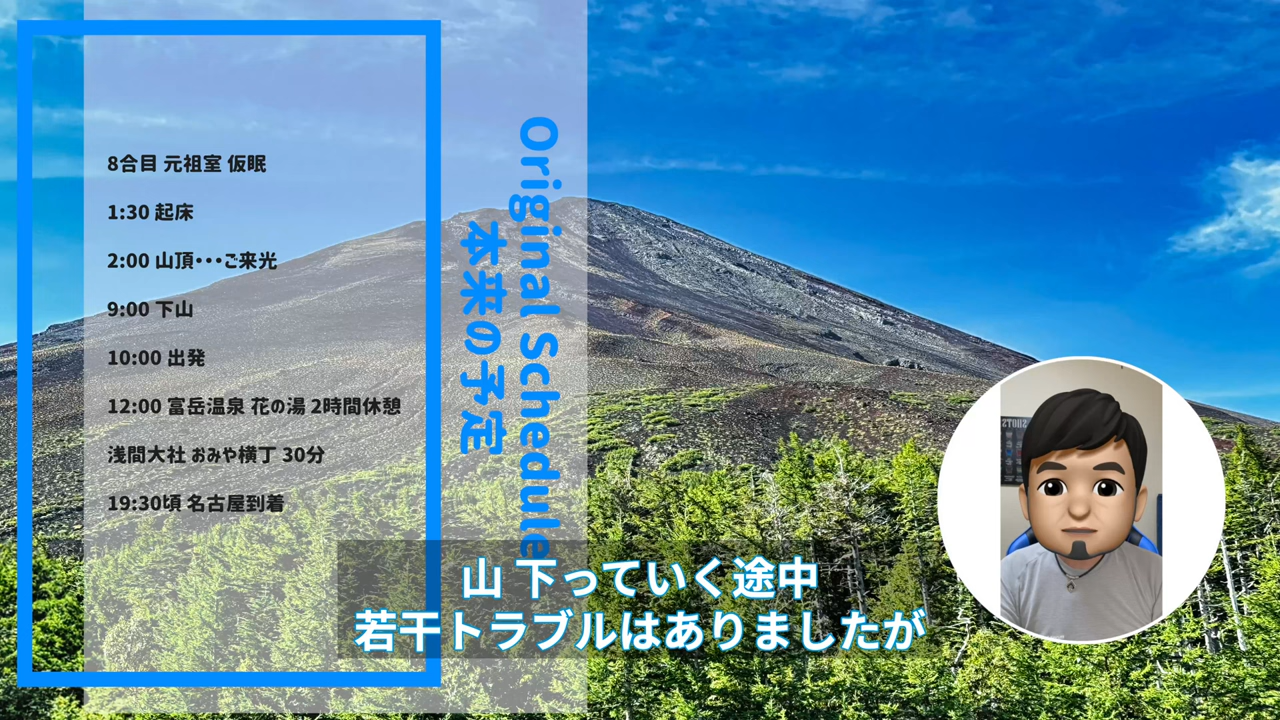 8合目 元祖室 仮眠
1:30 起床
2:00 山頂・・・ご来光
9:00 下山
10:00 出発
12:00 富岳温泉 花の湯 2時間休憩
浅間大社 おみや横丁 30分
19:30頃 名古屋到着
Original Schedule
本来の予定
山 下っていく途中
若干トラブルはありましたが